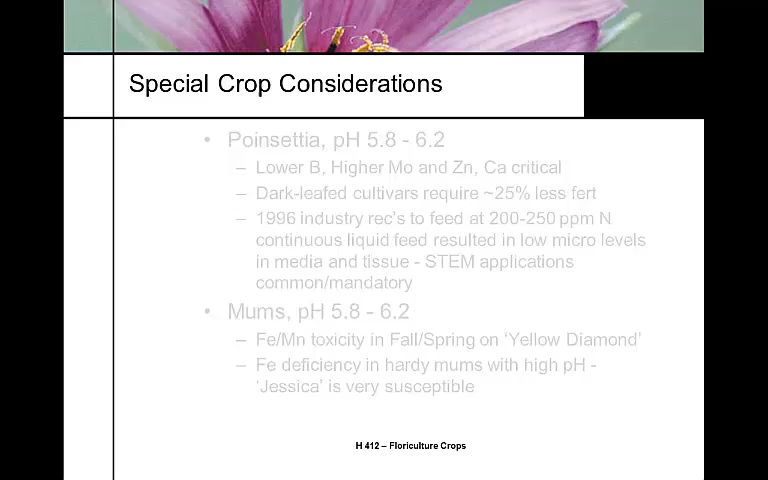 Special Crop Considerations
• Poinsettia, pH 5.8 - 6.2
– Lower B, Higher Mo and Zn, Ca critical
– Dark-leafed cultivars require ~25% less fert
– 1996 industry rec's to feed at 200-250 ppm N
continuous liquid feed resulted in low micro levels
in media and tissue - STEM applications
common/mandatory
• Mums, pH 5.8 - 6.2
– Fe/Mn toxicity in Fall/Spring on ‘Yellow Diamond’
– Fe deficiency in hardy mums with high pH -
‘Jessica’ is very susceptible
H 412 – Floriculture Crops